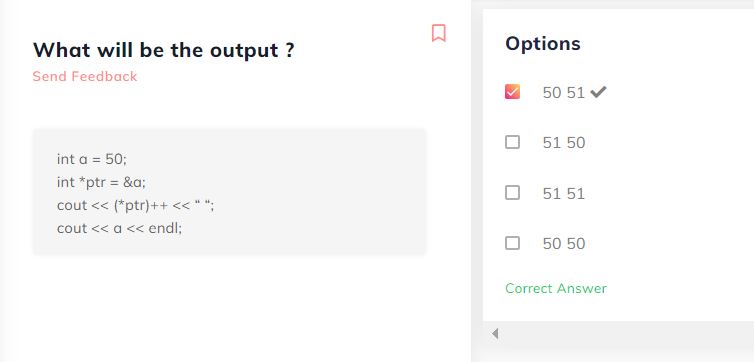 What will be the output ?
Send Feedback
int a = 50;
int *ptr = &a;
cout << (*ptr)++ << “ “;
cout << a << endl;
Options
50 51
51 50
51 51
50 50
Correct Answer